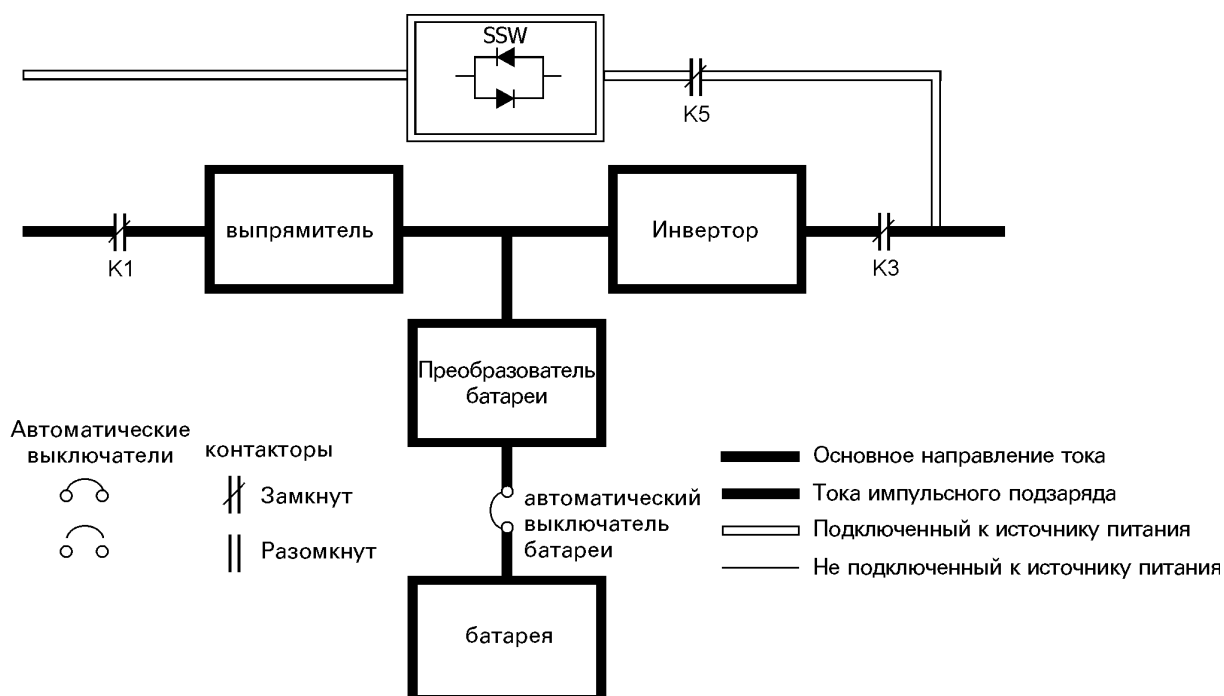 SSW
K5
выпрямитель
Инвертор
K1
K3
Преобразователь
батареи
Автоматические
выключатели
контакторы
Замкнут
Разомкнут
автоматический
выключатель
батареи
батарея
Основное направление тока
Тока импульсного подзаряда
Подключенный к источнику питания
Не подключенный к источнику питания